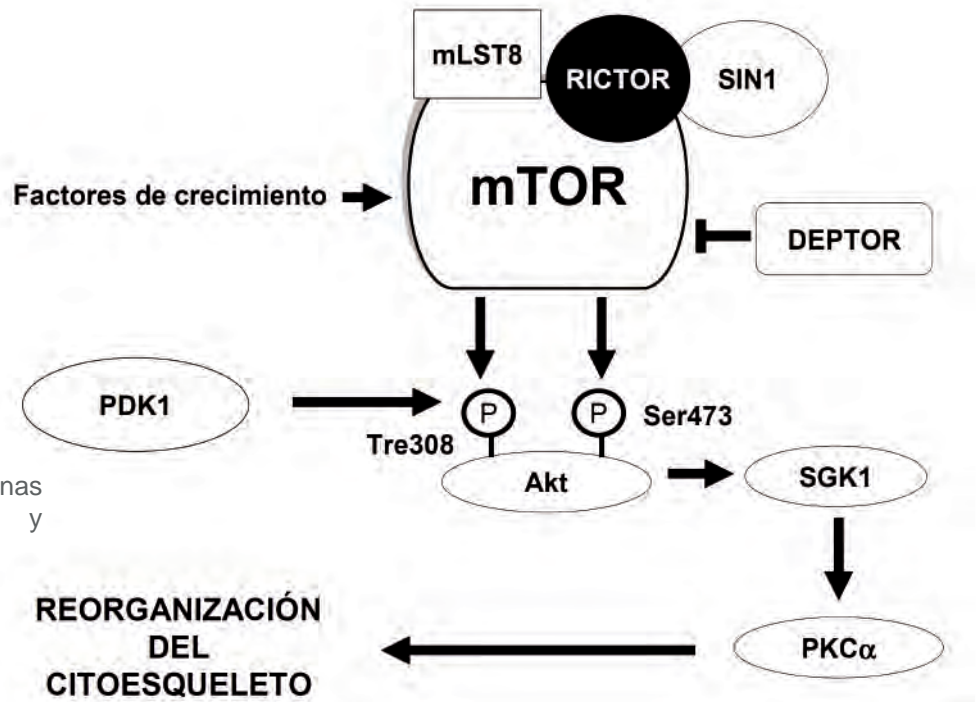 mLST8
RICTOR
SIN1
Factores de crecimiento
mTOR
DEPTOR
PDK1
P
P
Tre308
Ser473
Akt
SGK1
nas
y
REORGANIZACIÓN
DEL
CITOESQUELETO
PKCα